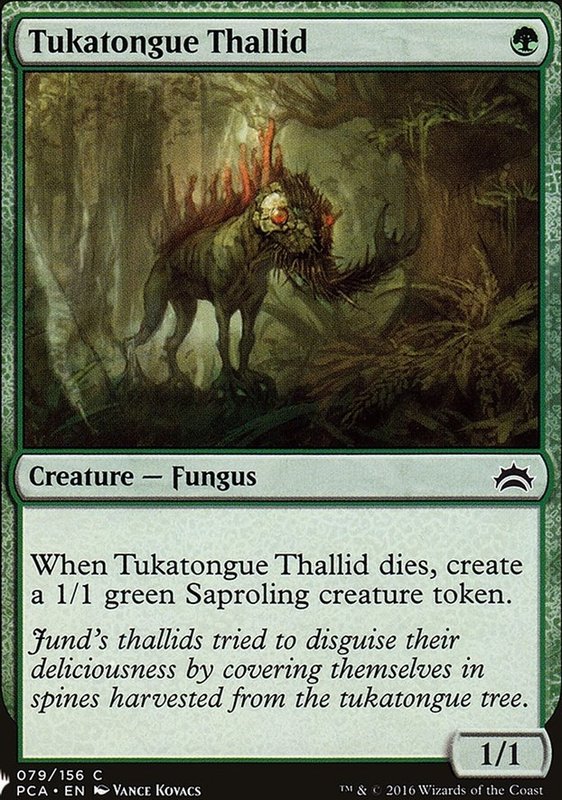 Tukatongue Thallid
Creature — Fungus
When Tukatongue Thallid dies, create
a 1/1 green Saproling creature token.
Jund's thallids tried to disguise their
deliciousness by covering themselves in
spines harvested from the tukatongue tree.
1/1
079/156 C
PCA • EN Vance Kovacs
™ & © 2016 Wizards of the Coast